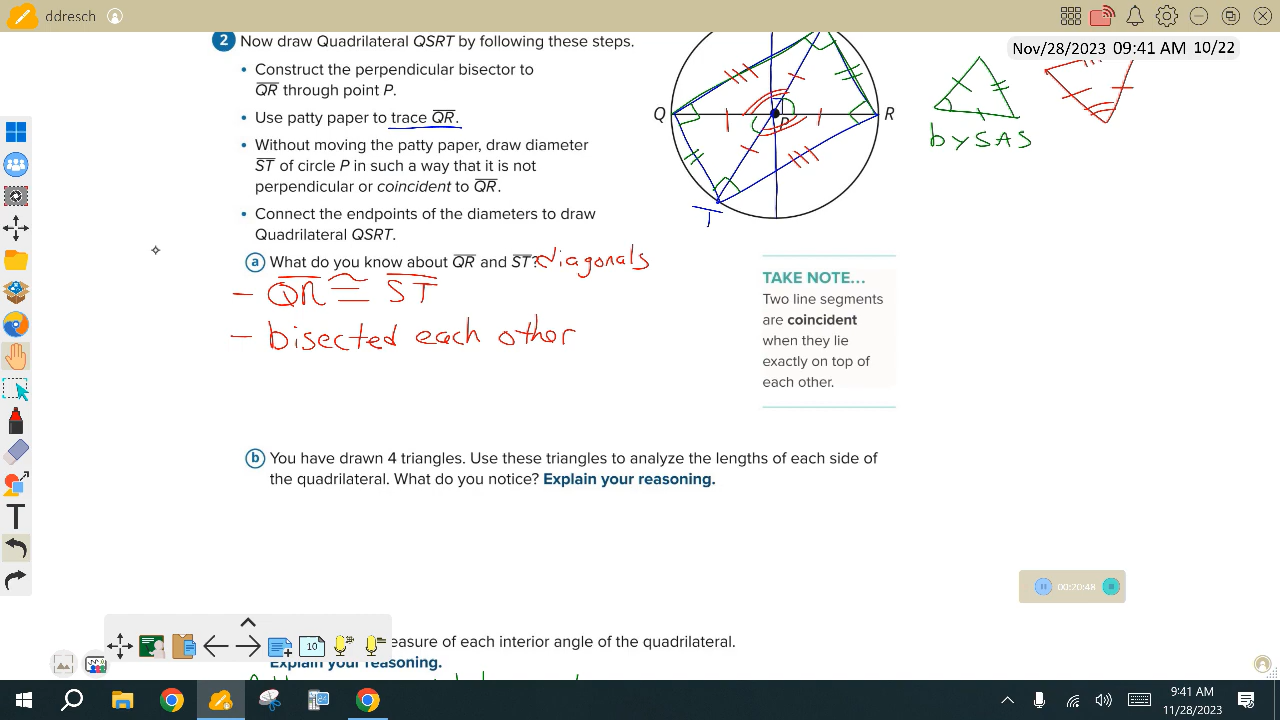 ddresch
Nov/28/2023 09:41 AM 10/22
2 Now draw Quadrilateral QSRT by following these steps.
• Construct the perpendicular bisector to
QR through point P.
• Use patty paper to trace QR.
• Without moving the patty paper, draw diameter
ST of circle P in such a way that it is not
perpendicular or coincident to QR.
• Connect the endpoints of the diameters to draw
Quadrilateral QSRT.
Q
P
R
T
by SAS
a What do you know about QR and ST? diagonals
- QR ≅ ST
- bisected each other
TAKE NOTE...
Two line segments
are coincident
when they lie
exactly on top of
each other.
b You have drawn 4 triangles. Use these triangles to analyze the lengths of each side of
the quadrilateral. What do you notice? Explain your reasoning.
00:20:48
10
easure of each interior angle of the quadrilateral.
Explain your reasoning.
T
9:41 AM
11/28/2023